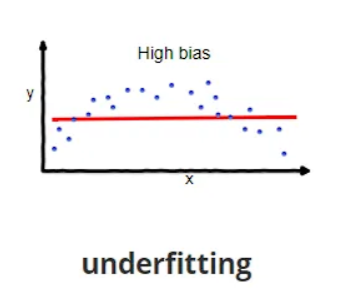 High bias
y
x
underfitting